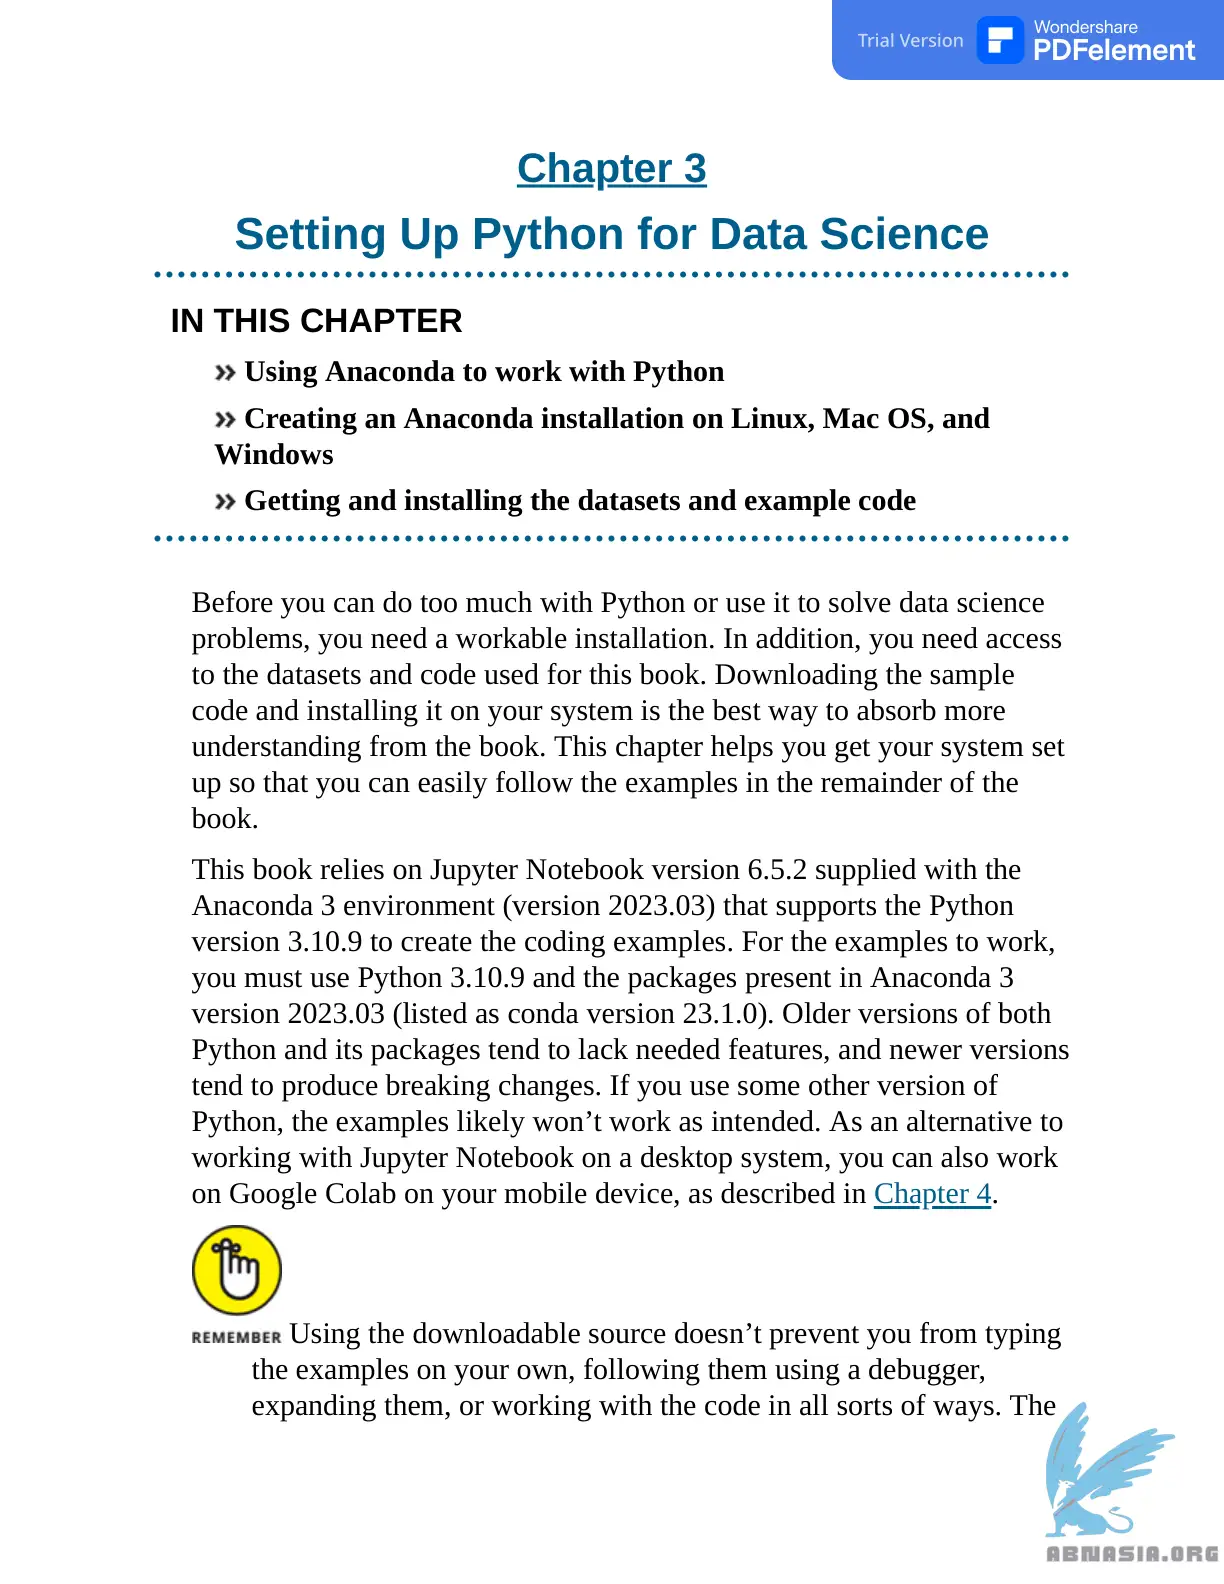 Trial Version
Wondershare
PDFelement
Chapter 3
Setting Up Python for Data Science
IN THIS CHAPTER
» Using Anaconda to work with Python
» Creating an Anaconda installation on Linux, Mac OS, and
Windows
» Getting and installing the datasets and example code
Before you can do too much with Python or use it to solve data science
problems, you need a workable installation. In addition, you need access
to the datasets and code used for this book. Downloading the sample
code and installing it on your system is the best way to absorb more
understanding from the book. This chapter helps you get your system set
up so that you can easily follow the examples in the remainder of the
book.
This book relies on Jupyter Notebook version 6.5.2 supplied with the
Anaconda 3 environment (version 2023.03) that supports the Python
version 3.10.9 to create the coding examples. For the examples to work,
you must use Python 3.10.9 and the packages present in Anaconda 3
version 2023.03 (listed as conda version 23.1.0). Older versions of both
Python and its packages tend to lack needed features, and newer versions
tend to produce breaking changes. If you use some other version of
Python, the examples likely won’t work as intended. As an alternative to
working with Jupyter Notebook on a desktop system, you can also work
on Google Colab on your mobile device, as described in Chapter 4.
REMEMBER Using the downloadable source doesn’t prevent you from typing
the examples on your own, following them using a debugger,
expanding them, or working with the code in all sorts of ways. The
ABNASIA.ORG